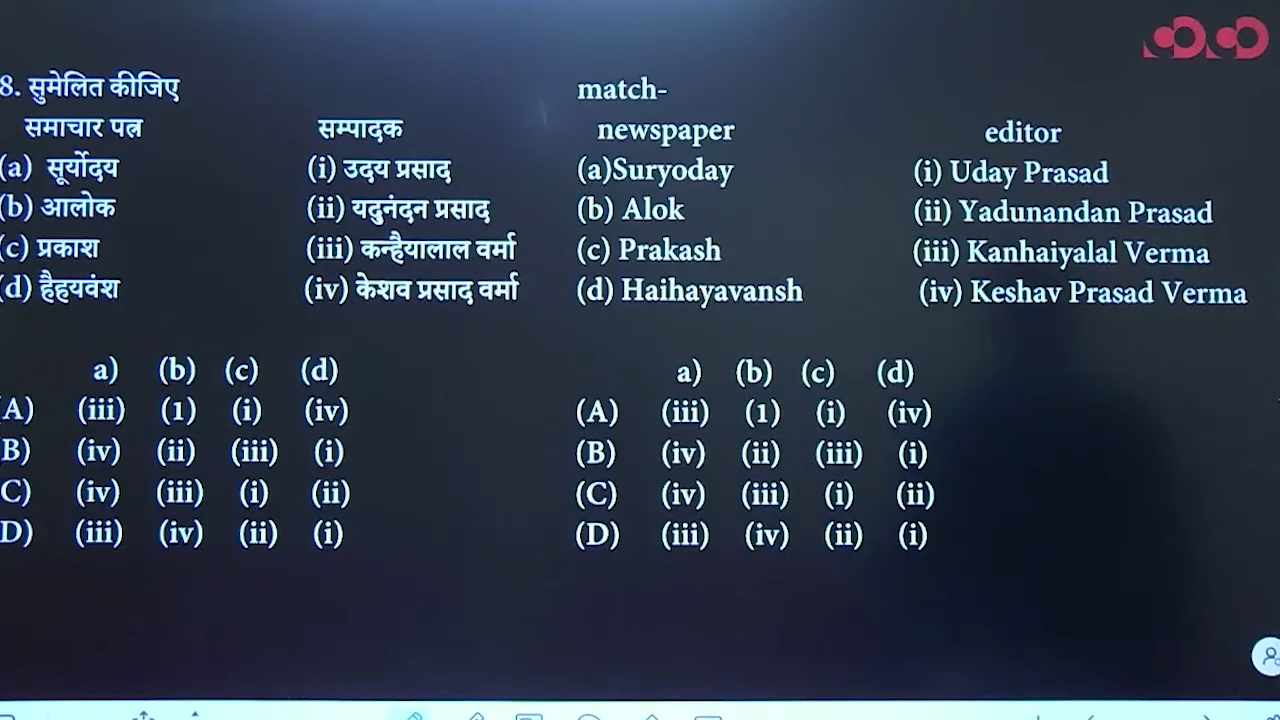 8. सुमेलित कीजिए
समाचार पत्र सम्पादक
(a) सूर्योदय (i) उदय प्रसाद
(b) आलोक (ii) यदुनंदन प्रसाद
(c) प्रकाश (iii) कन्हैयालाल वर्मा
(d) हैहयवंश (iv) केशव प्रसाद वर्मा
a) (b) (c) (d)
A) (iii) (1) (i) (iv)
B) (iv) (ii) (iii) (i)
C) (iv) (iii) (i) (ii)
D) (iii) (iv) (ii) (i)
match-
newspaper editor
(a)Suryoday (i) Uday Prasad
(b) Alok (ii) Yadunandan Prasad
(c) Prakash (iii) Kanhaiyalal Verma
(d) Haihayavansh (iv) Keshav Prasad Verma
a) (b) (c) (d)
(A) (iii) (1) (i) (iv)
(B) (iv) (ii) (iii) (i)
(C) (iv) (iii) (i) (ii)
(D) (iii) (iv) (ii) (i)